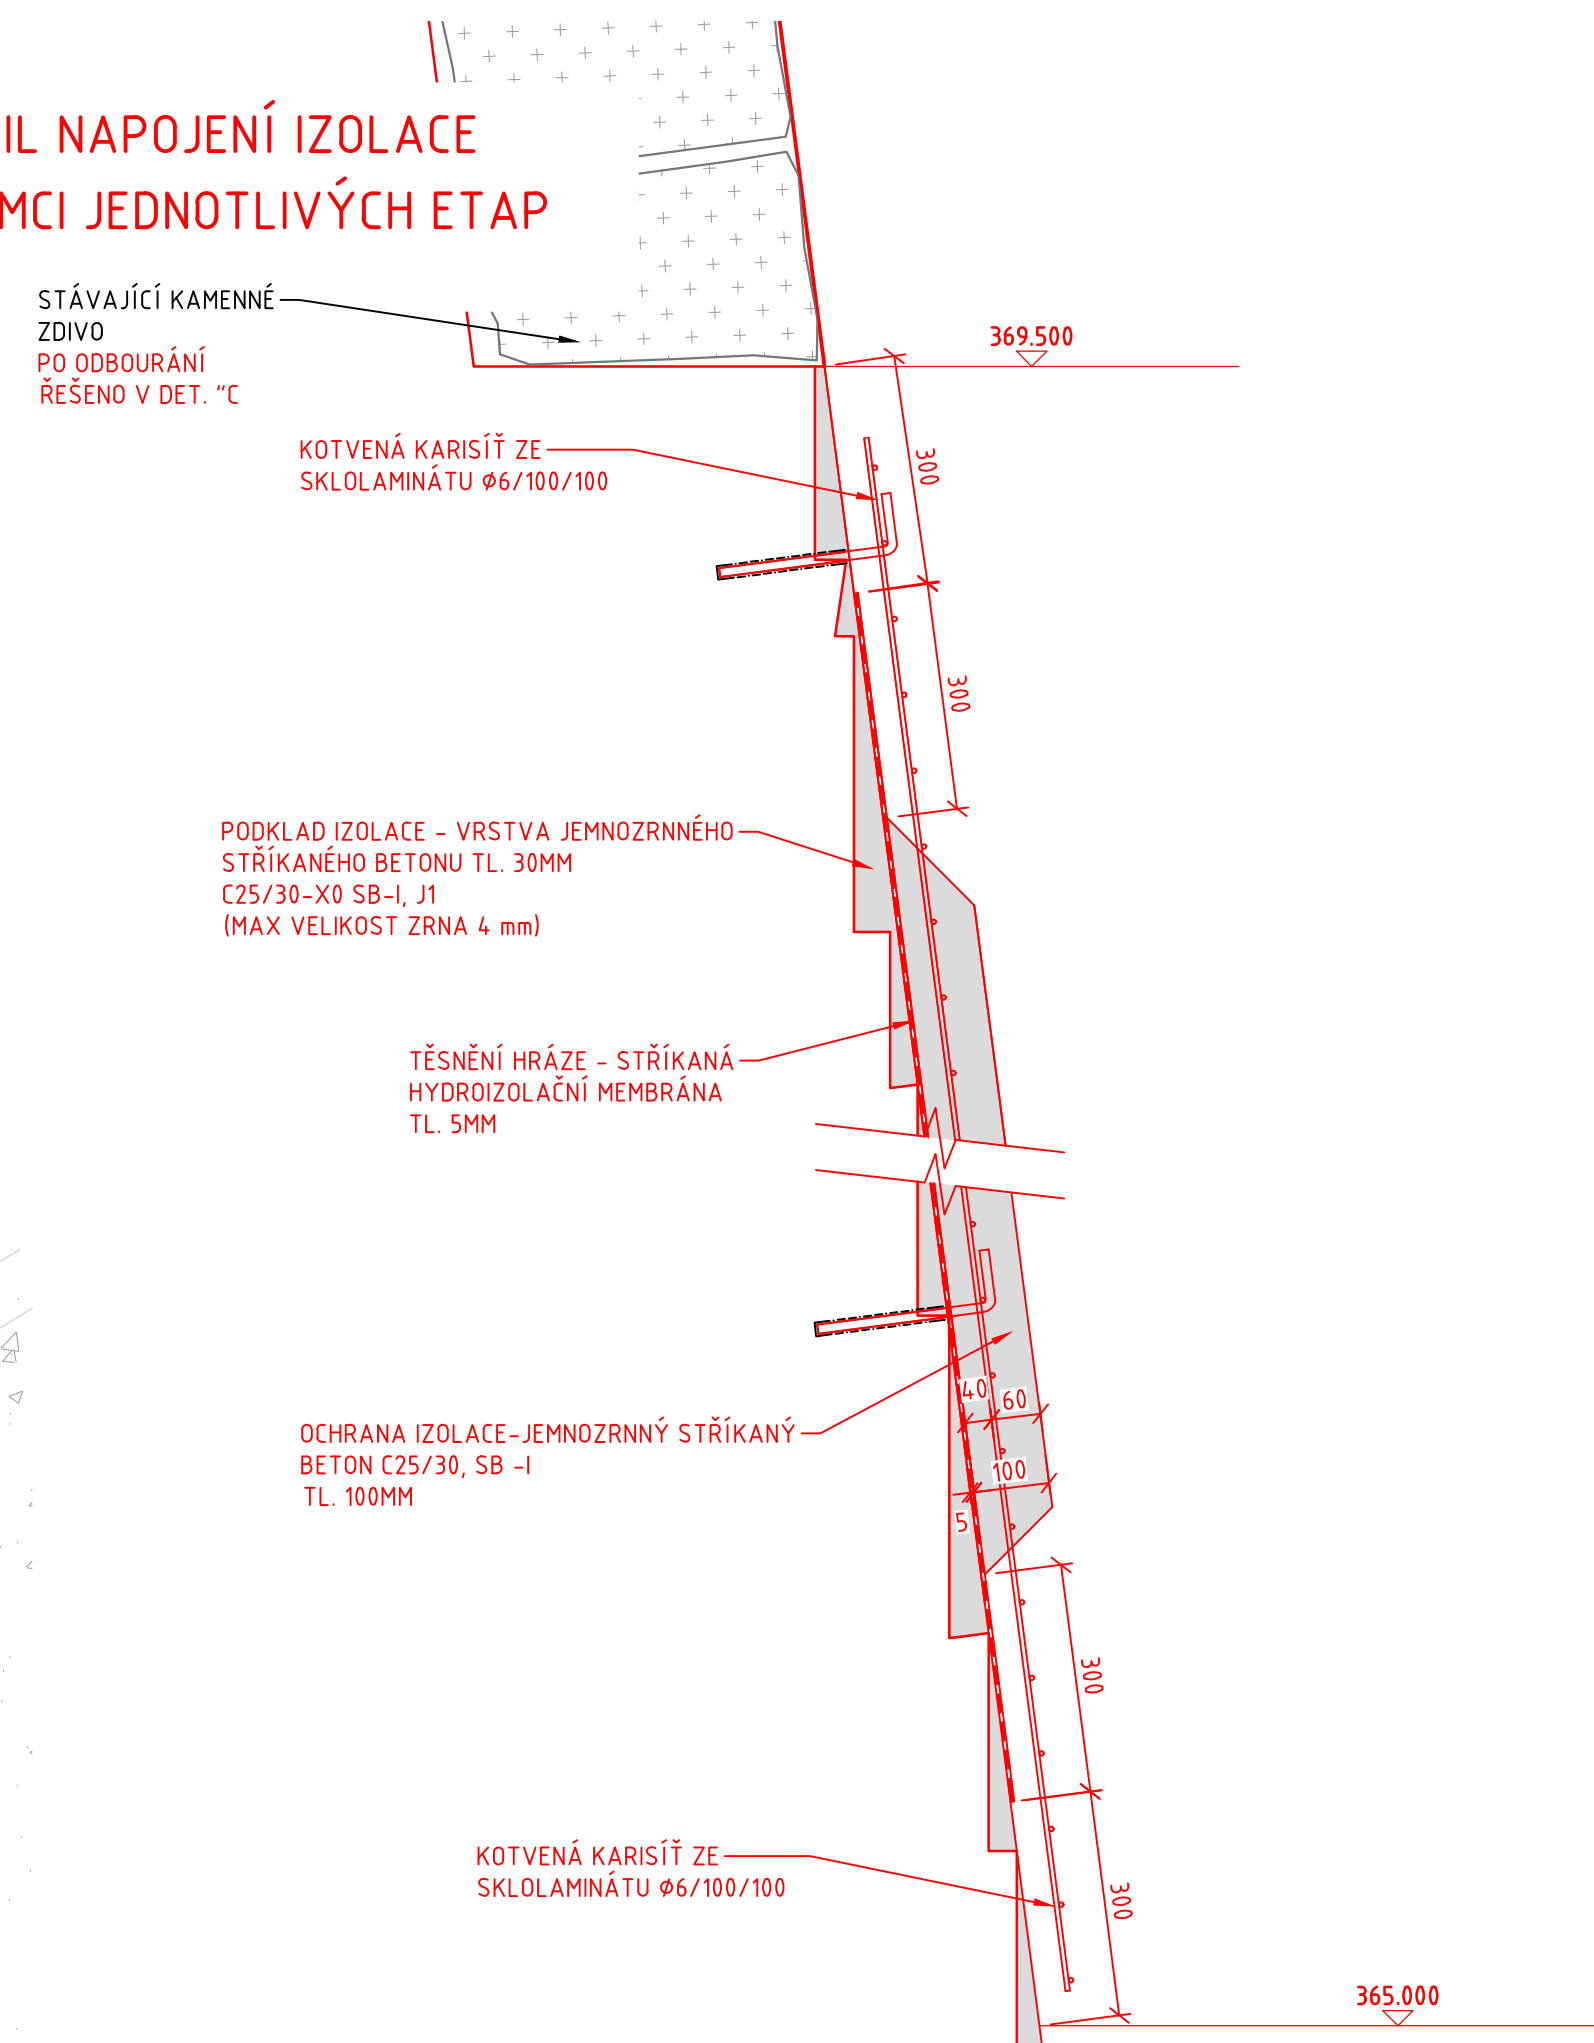 IL NAPOJENÍ IZOLACE
MCI JEDNOTLIVÝCH ETAP
STÁVAJÍCÍ KAMENNÉ
ZDIVO
PO ODBOURÁNÍ
ŘEŠENO V DET. "C
369.500
KOTVENÁ KARISÍŤ ZE
SKLOLAMINÁTU Ø6/100/100
300
300
PODKLAD IZOLACE - VRSTVA JEMNOZRNNÉHO
STŘÍKANÉHO BETONU TL. 30MM
C25/30-X0 SB-I, J1
(MAX VELIKOST ZRNA 4 mm)
TĚSNĚNÍ HRÁZE - STŘÍKANÁ
HYDROIZOLAČNÍ MEMBRÁNA
TL. 5MM
40
60
OCHRANA IZOLACE-JEMNOZRNNÝ STŘÍKANÝ
BETON C25/30, SB -I
TL. 100MM
100
5
300
KOTVENÁ KARISÍŤ ZE
SKLOLAMINÁTU Ø6/100/100
300
365.000